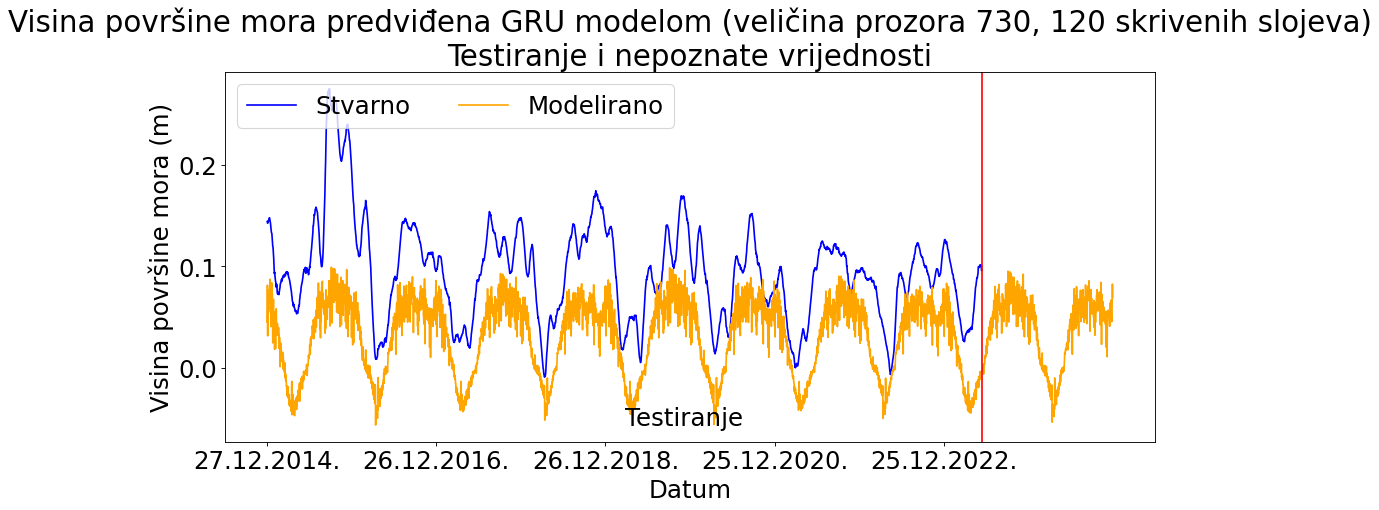 Visina površine mora predviđena GRU modelom (veličina prozora 730, 120 skrivenih slojeva)
Testiranje i nepoznate vrijednosti
Stvarno
Modelirano
Visina površine mora (m)
0.2
0.1
0.0
Testiranje
27.12.2014.
26.12.2016.
26.12.2018.
25.12.2020.
25.12.2022.
Datum